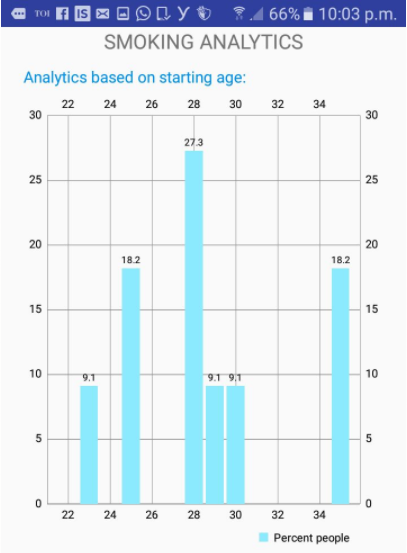 TOI IS 66% 10:03 p.m.
SMOKING ANALYTICS
Analytics based on starting age:
22 24 26 28 30 32 34
30 30
27.3
25 25
20 20
18.2 18.2
15 15
10 10
9.1 9.1 9.1
5 5
0 0
22 24 26 28 30 32 34
Percent people